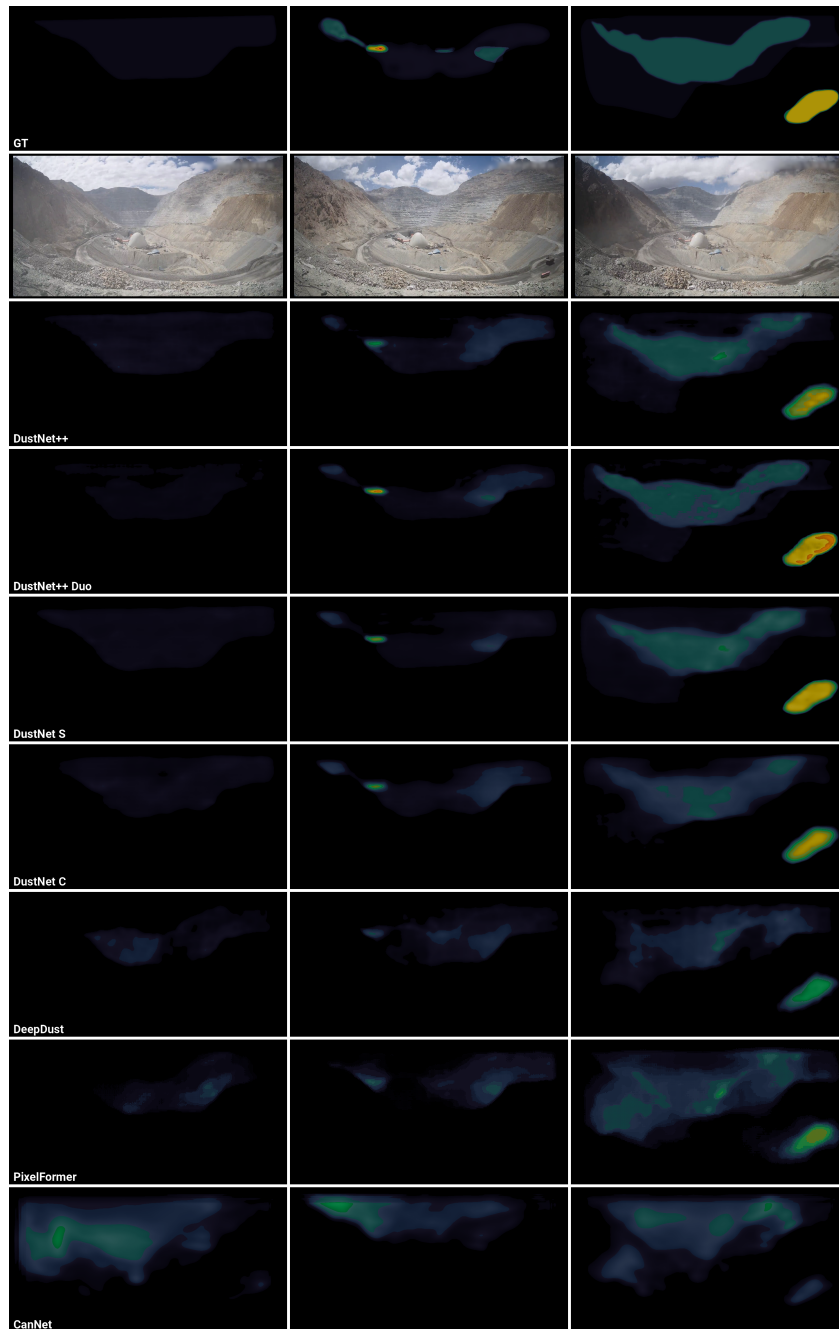 GT
DustNet++
DustNet++ Duo
DustNet S
DustNet C
DeepDust
PixelFormer
CanNet